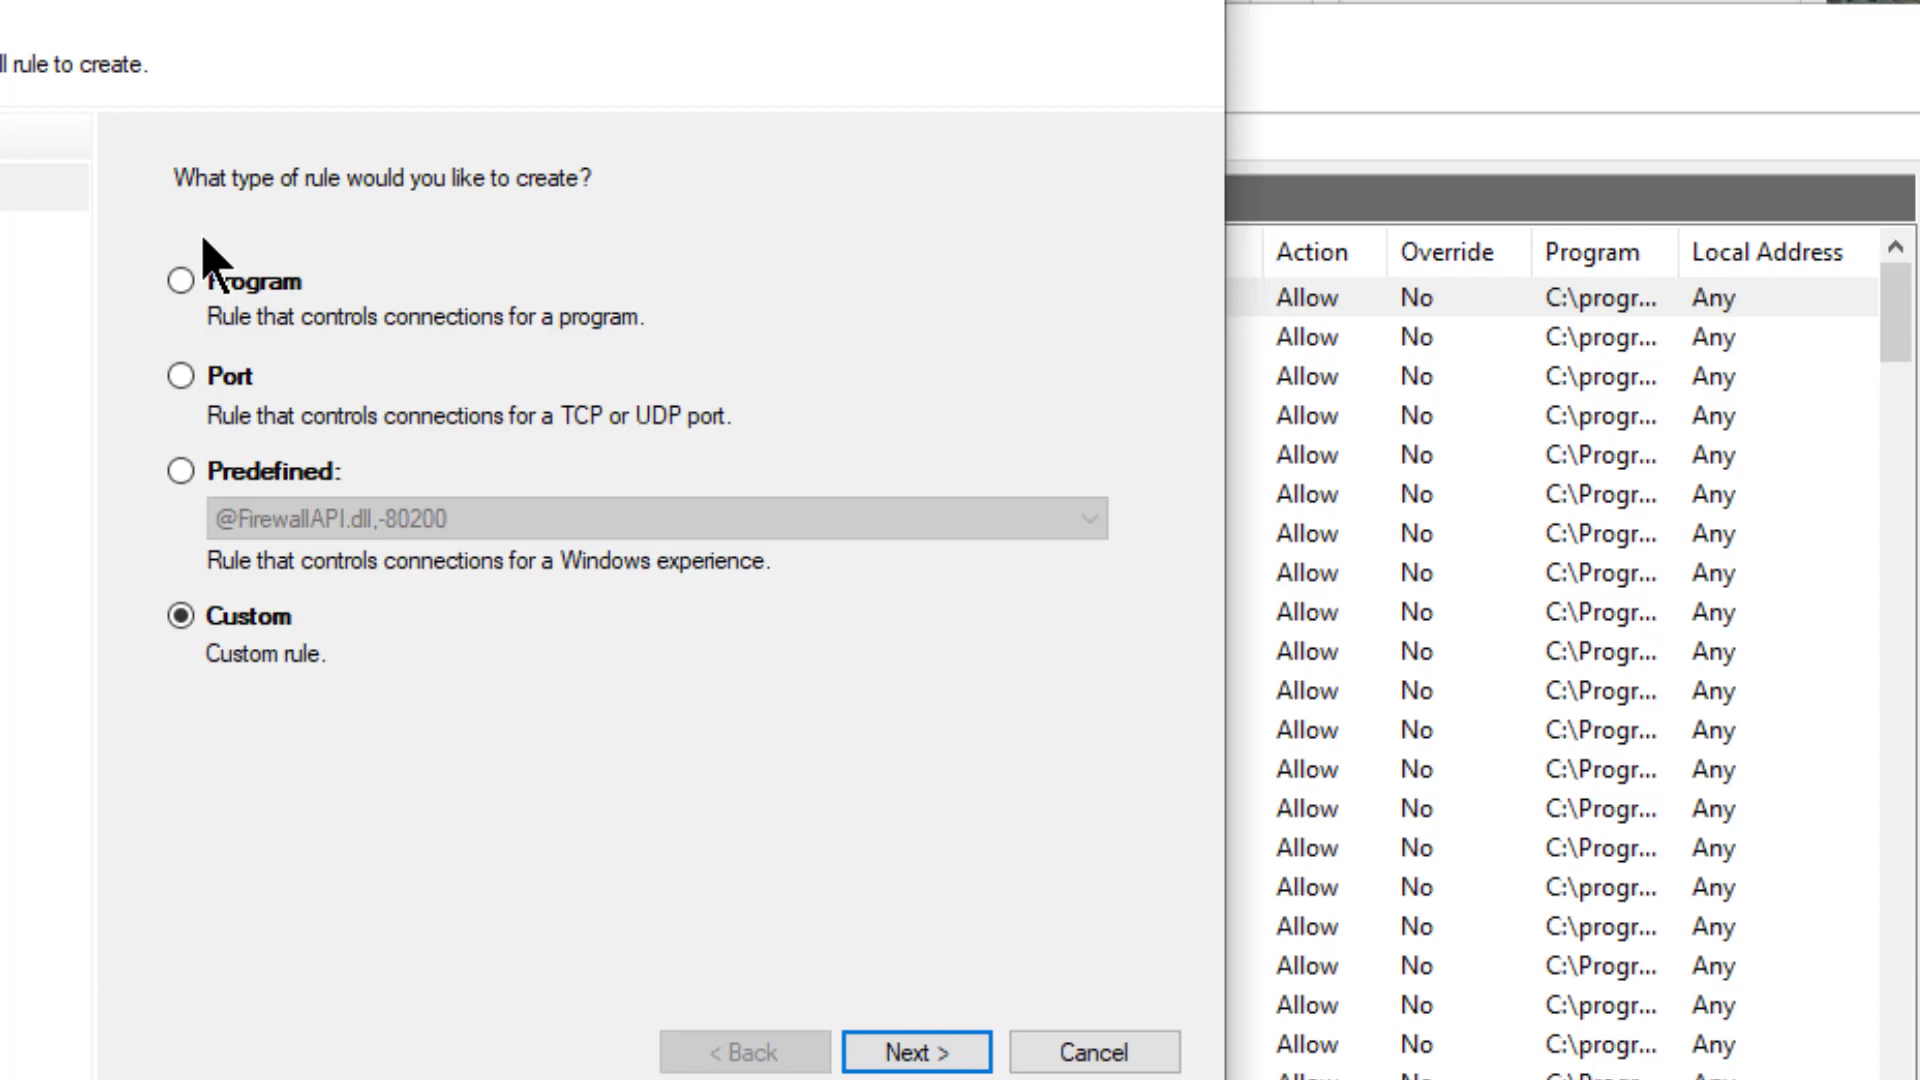 ll rule to create.
What type of rule would you like to create?
Program
Rule that controls connections for a program.
Port
Rule that controls connections for a TCP or UDP port.
Predefined:
@FirewallAPI.dll,-80200
Rule that controls connections for a Windows experience.
Custom
Custom rule.
< Back Next > Cancel
Action Override Program Local Address
Allow No C:\progr... Any
Allow No C:\progr... Any
Allow No C:\progr... Any
Allow No C:\progr... Any
Allow No C:\Progr... Any
Allow No C:\Progr... Any
Allow No C:\Progr... Any
Allow No C:\Progr... Any
Allow No C:\Progr... Any
Allow No C:\Progr... Any
Allow No C:\Progr... Any
Allow No C:\Progr... Any
Allow No C:\Progr... Any
Allow No C:\Progr... Any
Allow No C:\Progr... Any
Allow No C:\progr... Any
Allow No C:\progr... Any
Allow No C:\Progr... Any
Allow No C:\progr... Any
Allow No C:\progr... Any